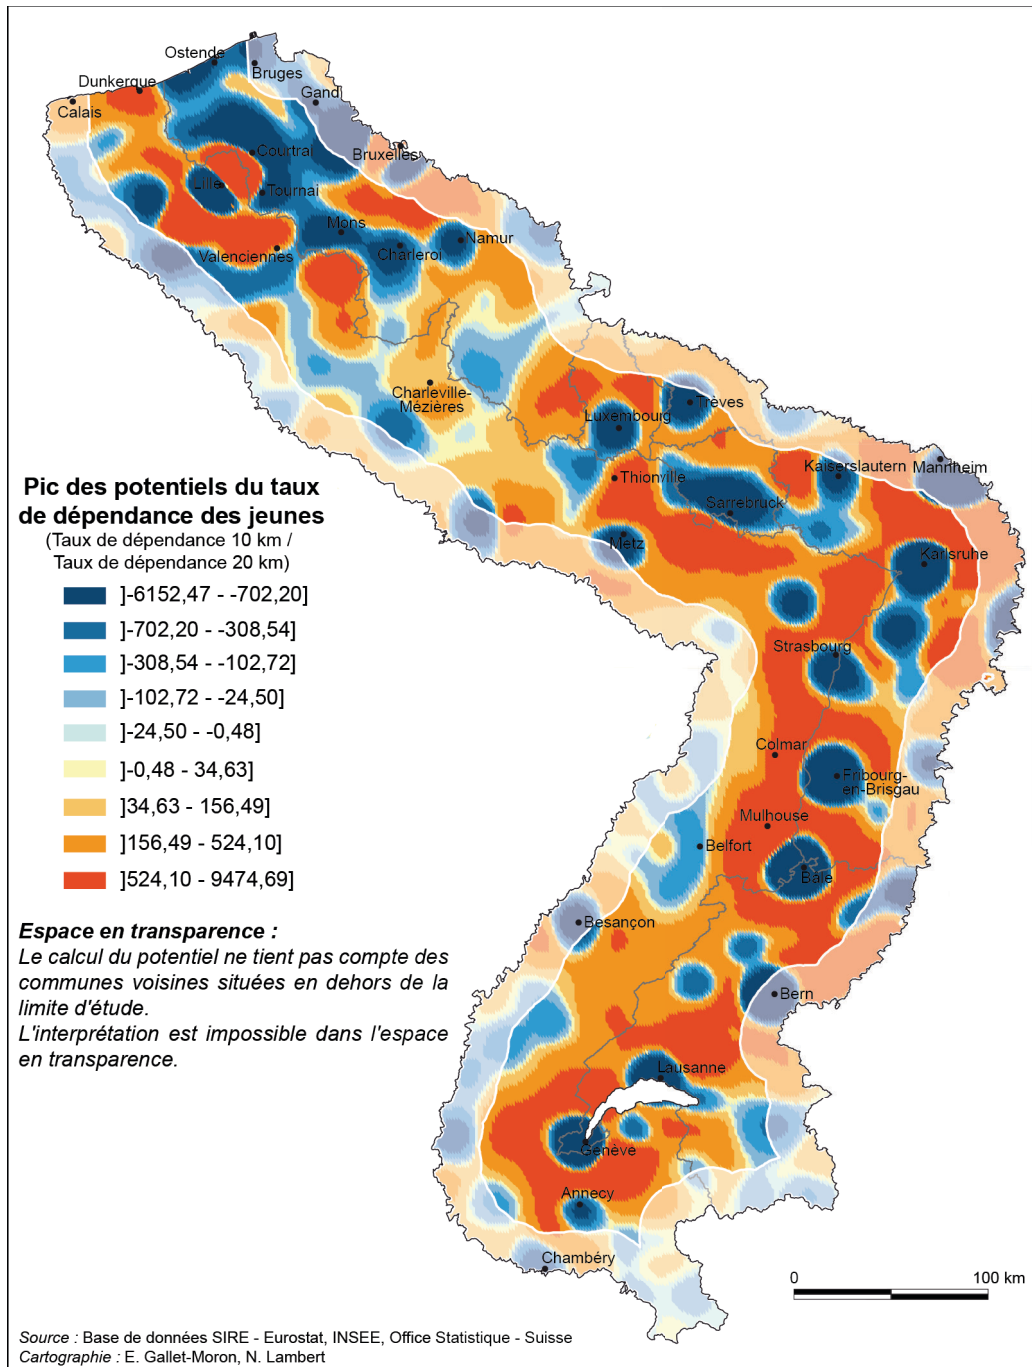 Ostende
Bruges
Dunkerque
Gand
Calais
Bruxelles
Courtrai
Lille
Tournai
Mons
Namur
Valenciennes
Charleroi
Charleville-
Mézières
Trèves
Luxembourg
Kaiserslautern
Mannheim
Thionville
Sarrebruck
Metz
Karlsruhe
Strasbourg
Colmar
Fribourg-
en-Brisgau
Mulhouse
Belfort
Bâle
Besançon
Bern
Lausanne
Genève
Annecy
Chambéry
Pic des potentiels du taux
de dépendance des jeunes
(Taux de dépendance 10 km /
Taux de dépendance 20 km)
]-6152,47 - -702,20]
]-702,20 - -308,54]
]-308,54 - -102,72]
]-102,72 - -24,50]
]-24,50 - -0,48]
]-0,48 - 34,63]
]34,63 - 156,49]
]156,49 - 524,10]
]524,10 - 9474,69]
Espace en transparence :
Le calcul du potentiel ne tient pas compte des
communes voisines situées en dehors de la
limite d'étude.
L'interprétation est impossible dans l'espace
en transparence.
0 100 km
Source : Base de données SIRE - Eurostat, INSEE, Office Statistique - Suisse
Cartographie : E. Gallet-Moron, N. Lambert